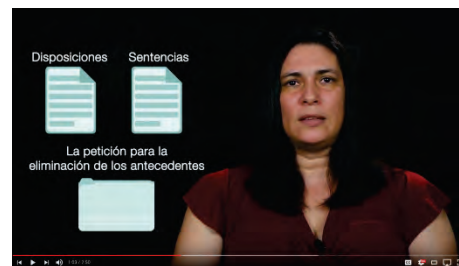 Disposiciones Sentencias
La petición para la
eliminación de los antecedentes